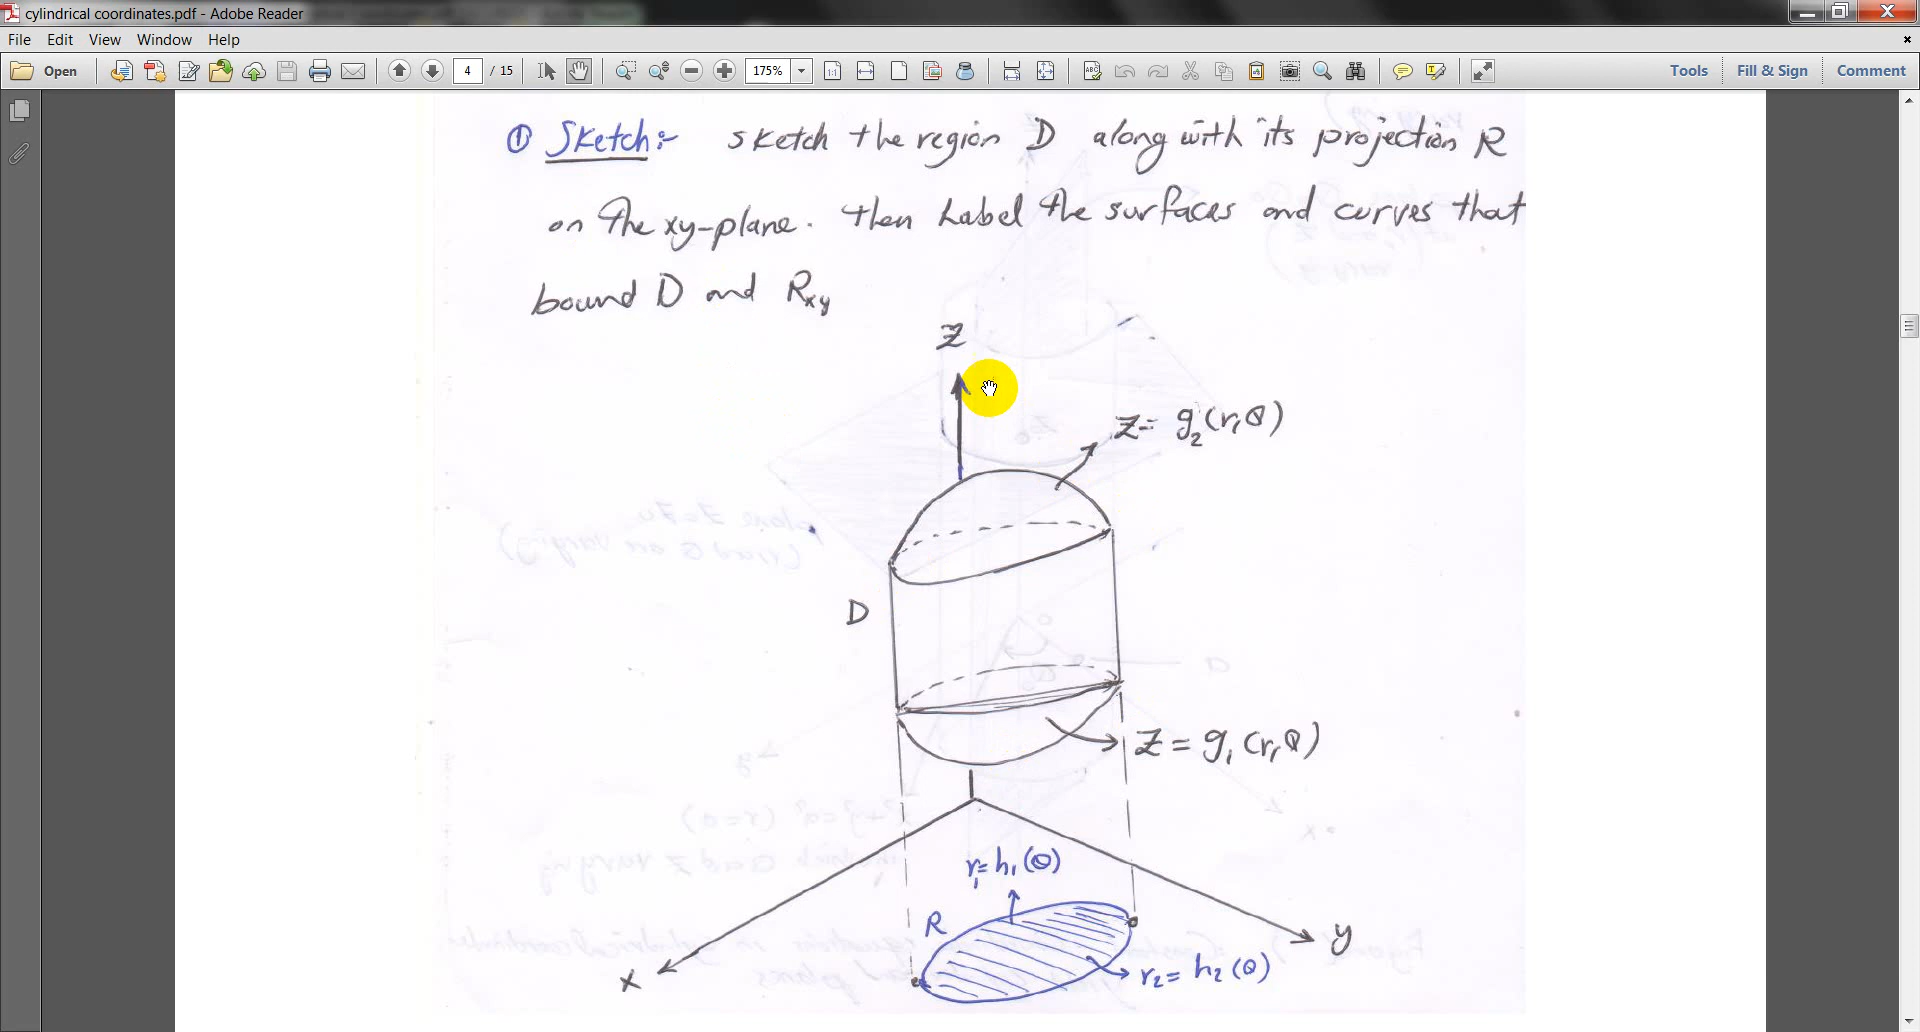 cylindrical coordinates.pdf - Adobe Reader
File Edit View Window Help
Open 4 / 15 175% Tools Fill & Sign Comment
① Sketch:- sketch the region D along with its projection R
on the xy-plane. then Label the surfaces and curves that
bound D and Rxy
z
z = g₂(r,θ)
D
z = g₁(r,θ)
r₁ = h₁(θ)
R
y
r₂ = h₂(θ)
x